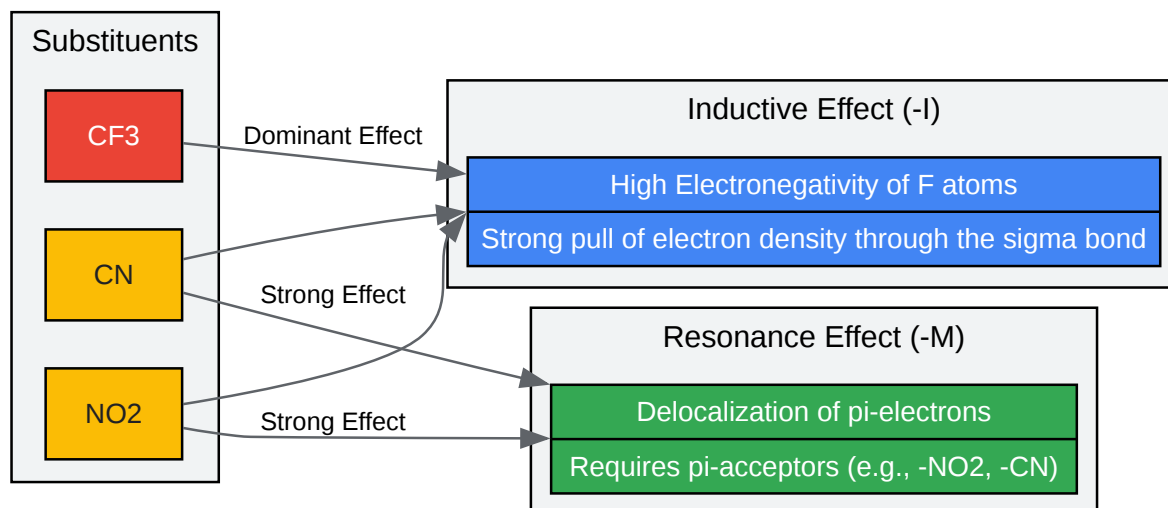 Substituents
CF3
CN
NO2
Dominant Effect
Strong Effect
Strong Effect
Inductive Effect (-I)
High Electronegativity of F atoms
Strong pull of electron density through the sigma bond
Resonance Effect (-M)
Delocalization of pi-electrons
Requires pi-acceptors (e.g., -NO2, -CN)